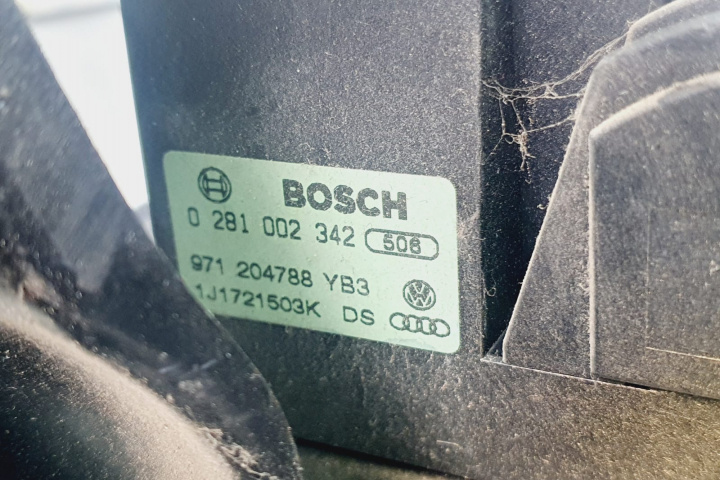 BOSCH
0 281 002 342 506
971 204788 YB3
1J1721503K DS